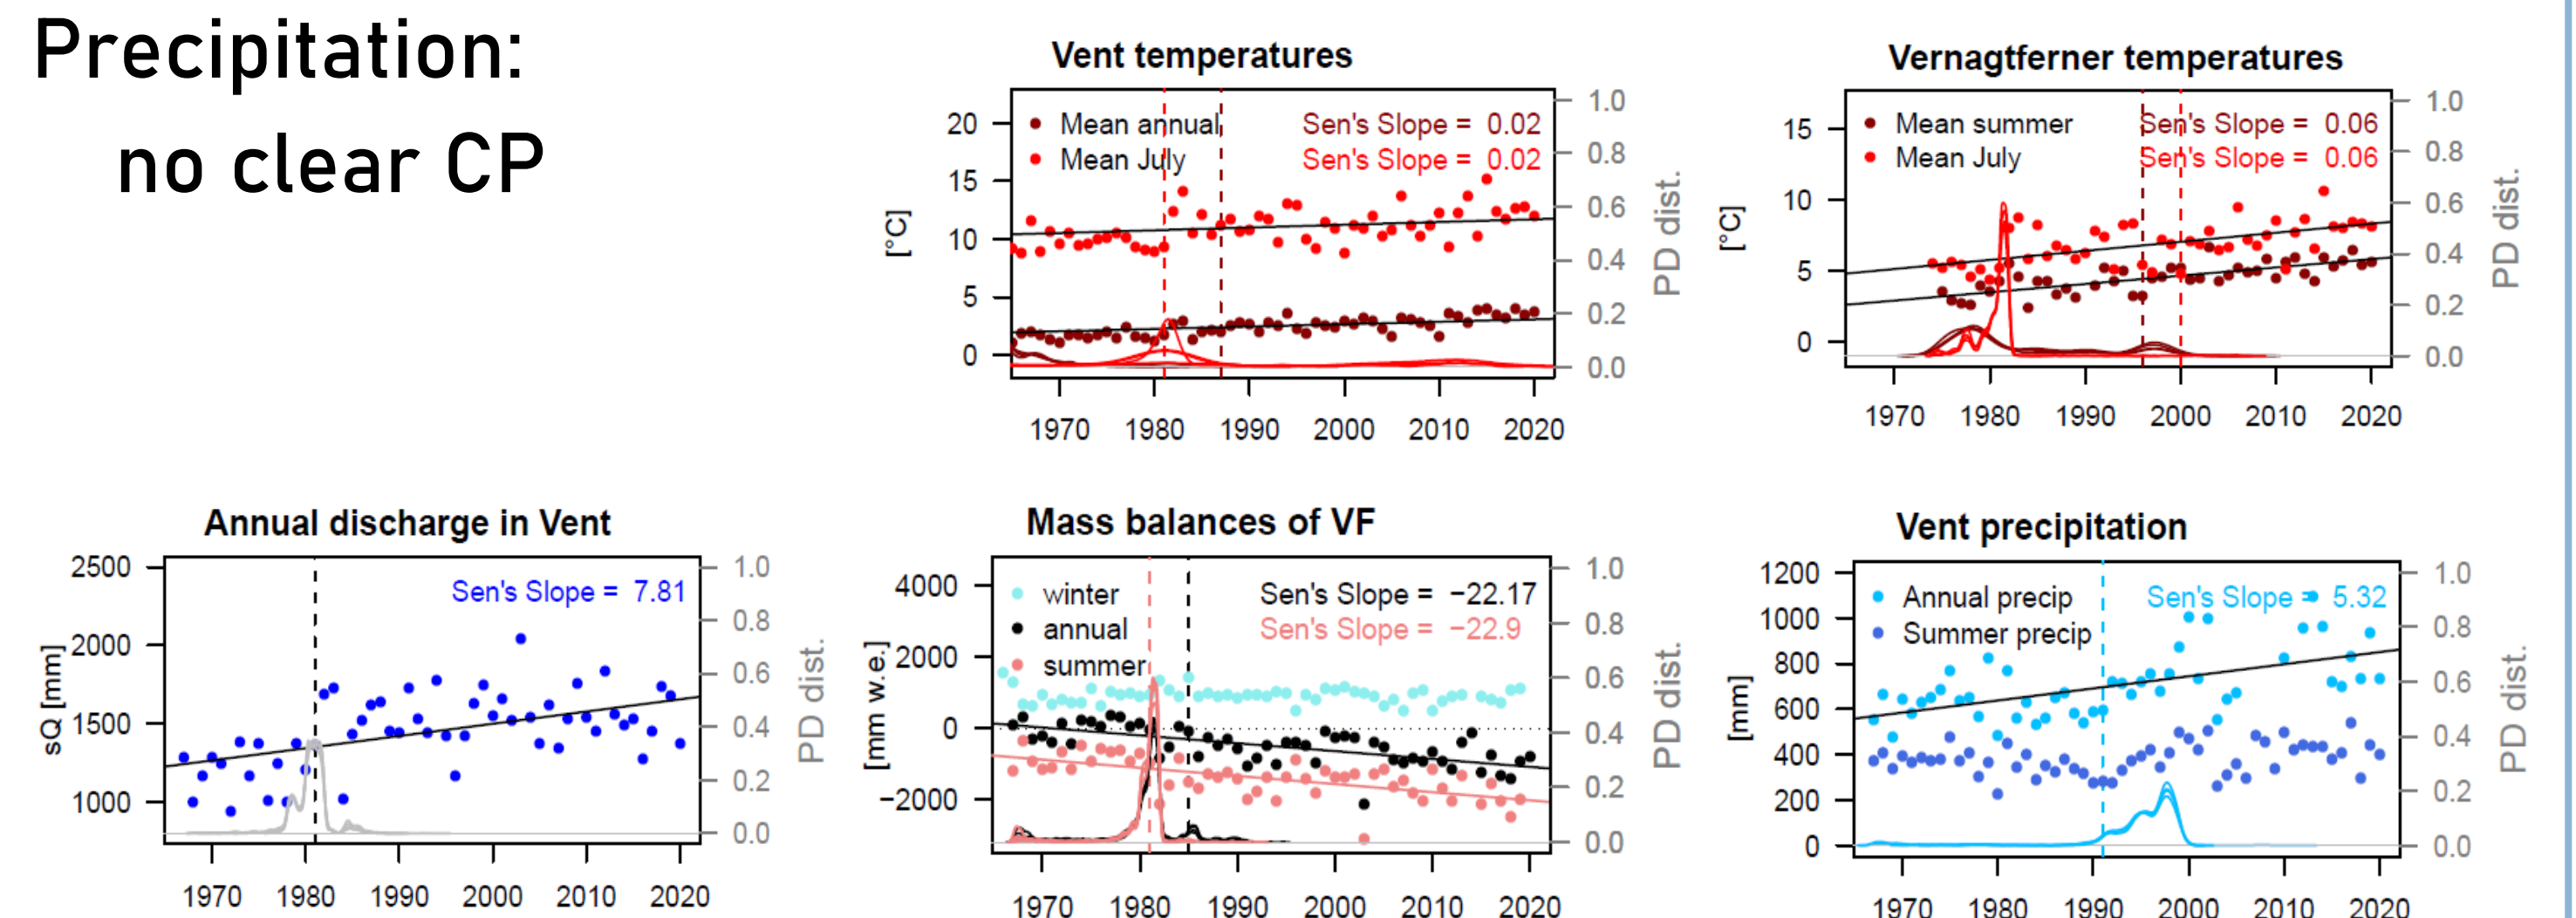 Precipitation:
no clear CP
Vent temperatures
Mean annual
Mean July
Sen's Slope = 0.02
Sen's Slope = 0.02
[°C]
20
15
10
5
0
1.0
0.8
0.6
0.4
0.2
0.0
PD dist.
1970 1980 1990 2000 2010 2020
Vernagtferner temperatures
Mean summer
Mean July
Sen's Slope = 0.06
Sen's Slope = 0.06
[°C]
15
10
5
0
1.0
0.8
0.6
0.4
0.2
0.0
PD dist.
1970 1980 1990 2000 2010 2020
Annual discharge in Vent
Sen's Slope = 7.81
sQ [mm]
2500
2000
1500
1000
1.0
0.8
0.6
0.4
0.2
0.0
PD dist.
1970 1980 1990 2000 2010 2020
Mass balances of VF
winter
annual
summer
Sen's Slope = −22.17
Sen's Slope = −22.9
[mm w.e.]
4000
2000
0
−2000
1.0
0.8
0.6
0.4
0.2
0.0
PD dist.
1970 1980 1990 2000 2010 2020
Vent precipitation
Annual precip
Summer precip
Sen's Slope = 5.32
[mm]
1200
1000
800
600
400
200
0
1.0
0.8
0.6
0.4
0.2
0.0
PD dist.
1970 1980 1990 2000 2010 2020